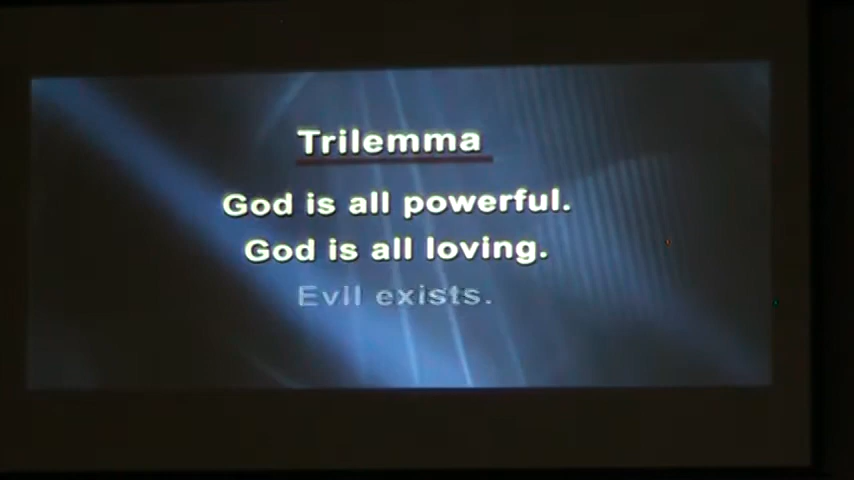 Trilemma
God is all powerful.
God is all loving.
Evil exists.